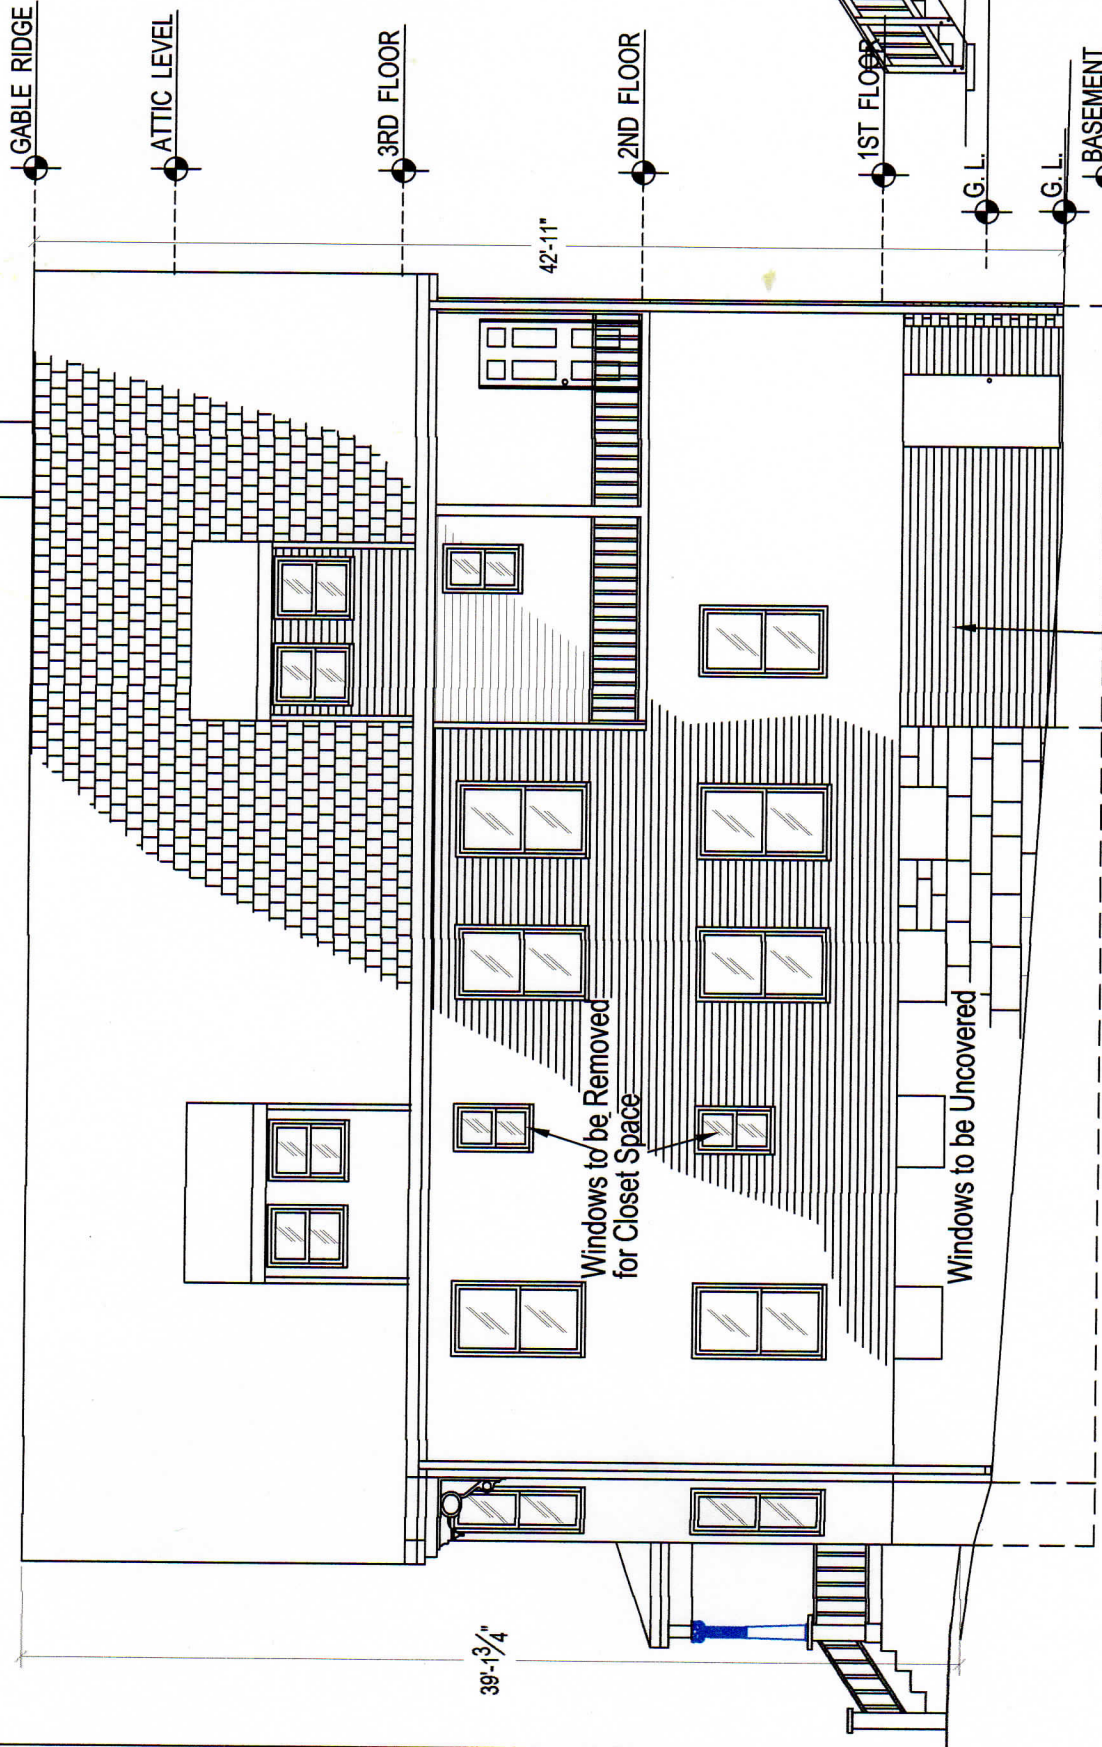 GABLE RIDGE
ATTIC LEVEL
3RD FLOOR
2ND FLOOR
1ST FLOOR
G. L.
G. L.
BASEMENT
42'-11"
Windows to be Removed
for Closet Space
Windows to be Uncovered
39'-1 3/4"